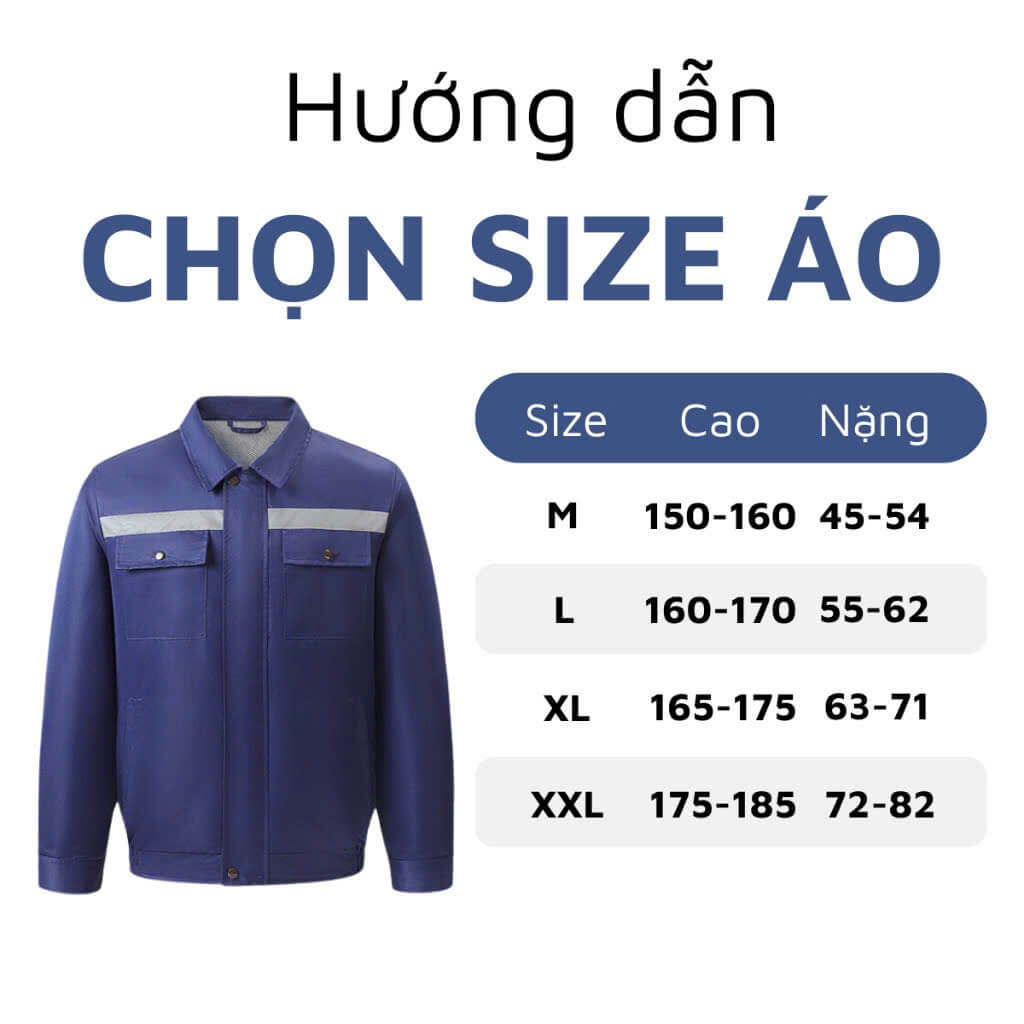 Hướng dẫn
CHỌN SIZE ÁO
Size Cao Nặng
M 150-160 45-54
L 160-170 55-62
XL 165-175 63-71
XXL 175-185 72-82